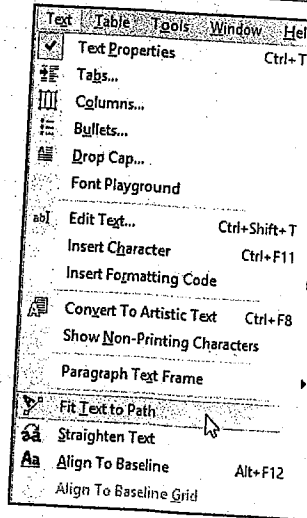 Text Table Tools Window Hel
Text Properties Ctrl+T
Tabs...
Columns...
Bullets...
Drop Cap...
Font Playground
Edit Text... Ctrl+Shift+T
Insert Character Ctrl+F11
Insert Formatting Code
Convert To Artistic Text Ctrl+F8
Show Non-Printing Characters
Paragraph Text Frame
Fit Text to Path
Straighten Text
Align To Baseline Alt+F12
Align To Baseline Grid